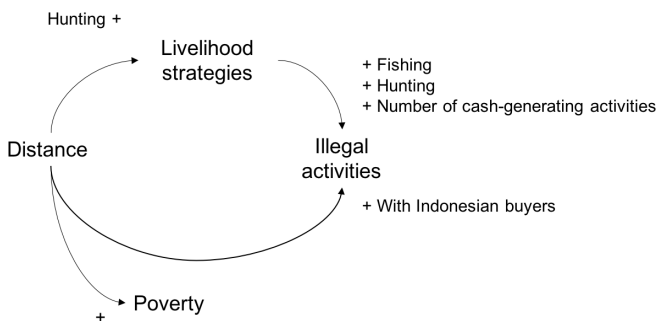 Hunting +
Livelihood
strategies
+ Fishing
+ Hunting
+ Number of cash-generating activities
Distance
Illegal
activities
+ With Indonesian buyers
Poverty
+